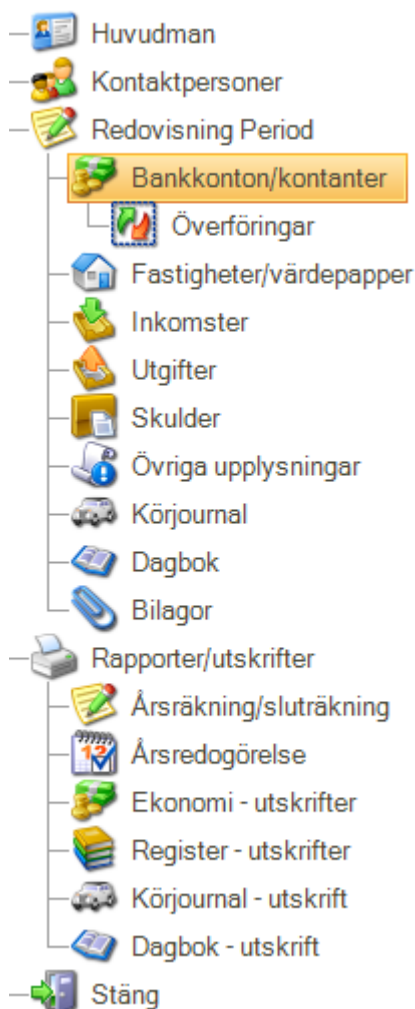 Huvudman
Kontaktpersoner
Redovisning Period
Bankkonton/kontanter
Överföringar
Fastigheter/värdepapper
Inkomster
Utgifter
Skulder
Övriga upplysningar
Körjournal
Dagbok
Bilagor
Rapporter/utskrifter
Årsräkning/sluträkning
Årsredogörelse
Ekonomi - utskrifter
Register - utskrifter
Körjournal - utskrift
Dagbok - utskrift
Stäng